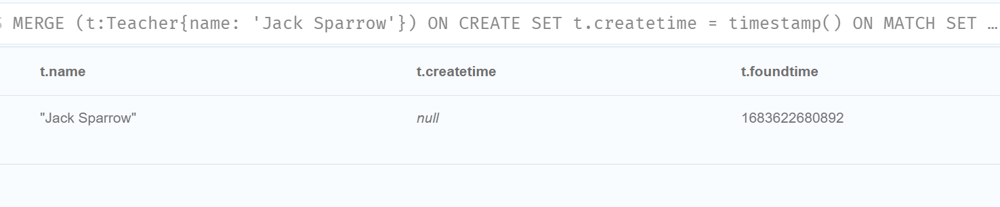 MERGE (t:Teacher{name: 'Jack Sparrow'}) ON CREATE SET t.createtime = timestamp() ON MATCH SET …
t.name t.createtime t.foundtime
"Jack Sparrow" null 1683622680892